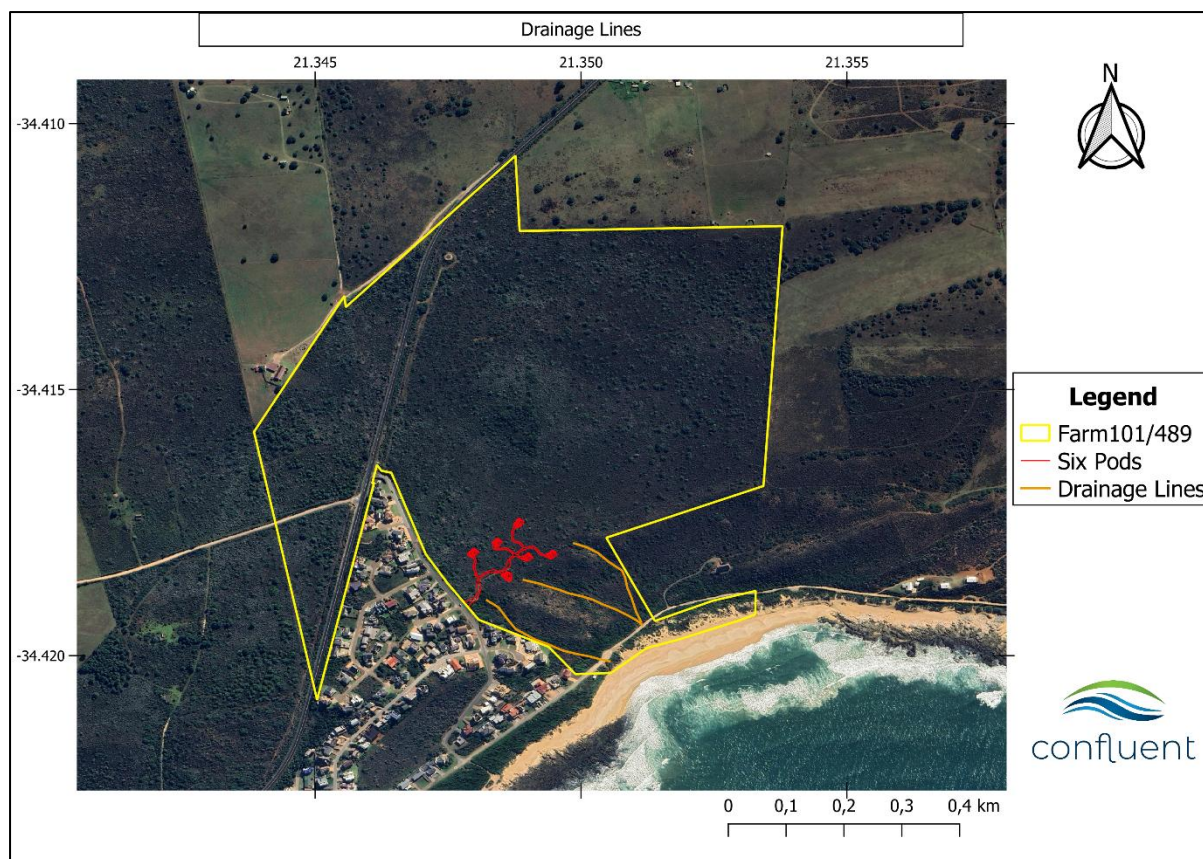 Drainage Lines
21.345 21.350 21.355
N
-34.410
-34.415
-34.420
Legend
Farm101/489
Six Pods
Drainage Lines
confluent
0 0,1 0,2 0,3 0,4 km